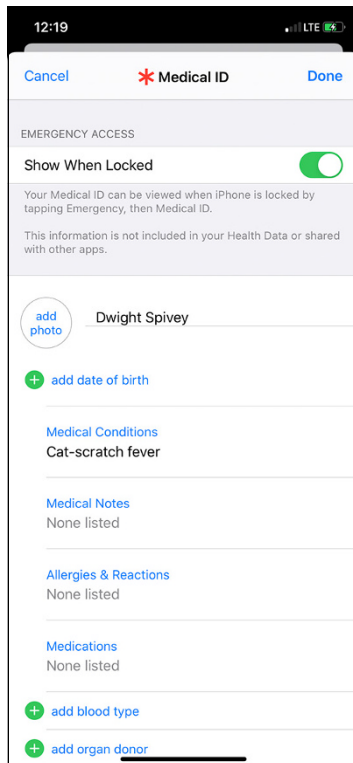 12:19 LTE
Cancel Medical ID Done
EMERGENCY ACCESS
Show When Locked
Your Medical ID can be viewed when iPhone is locked by
tapping Emergency, then Medical ID.
This information is not included in your Health Data or shared
with other apps.
add
photo
Dwight Spivey
add date of birth
Medical Conditions
Cat-scratch fever
Medical Notes
None listed
Allergies & Reactions
None listed
Medications
None listed
add blood type
add organ donor